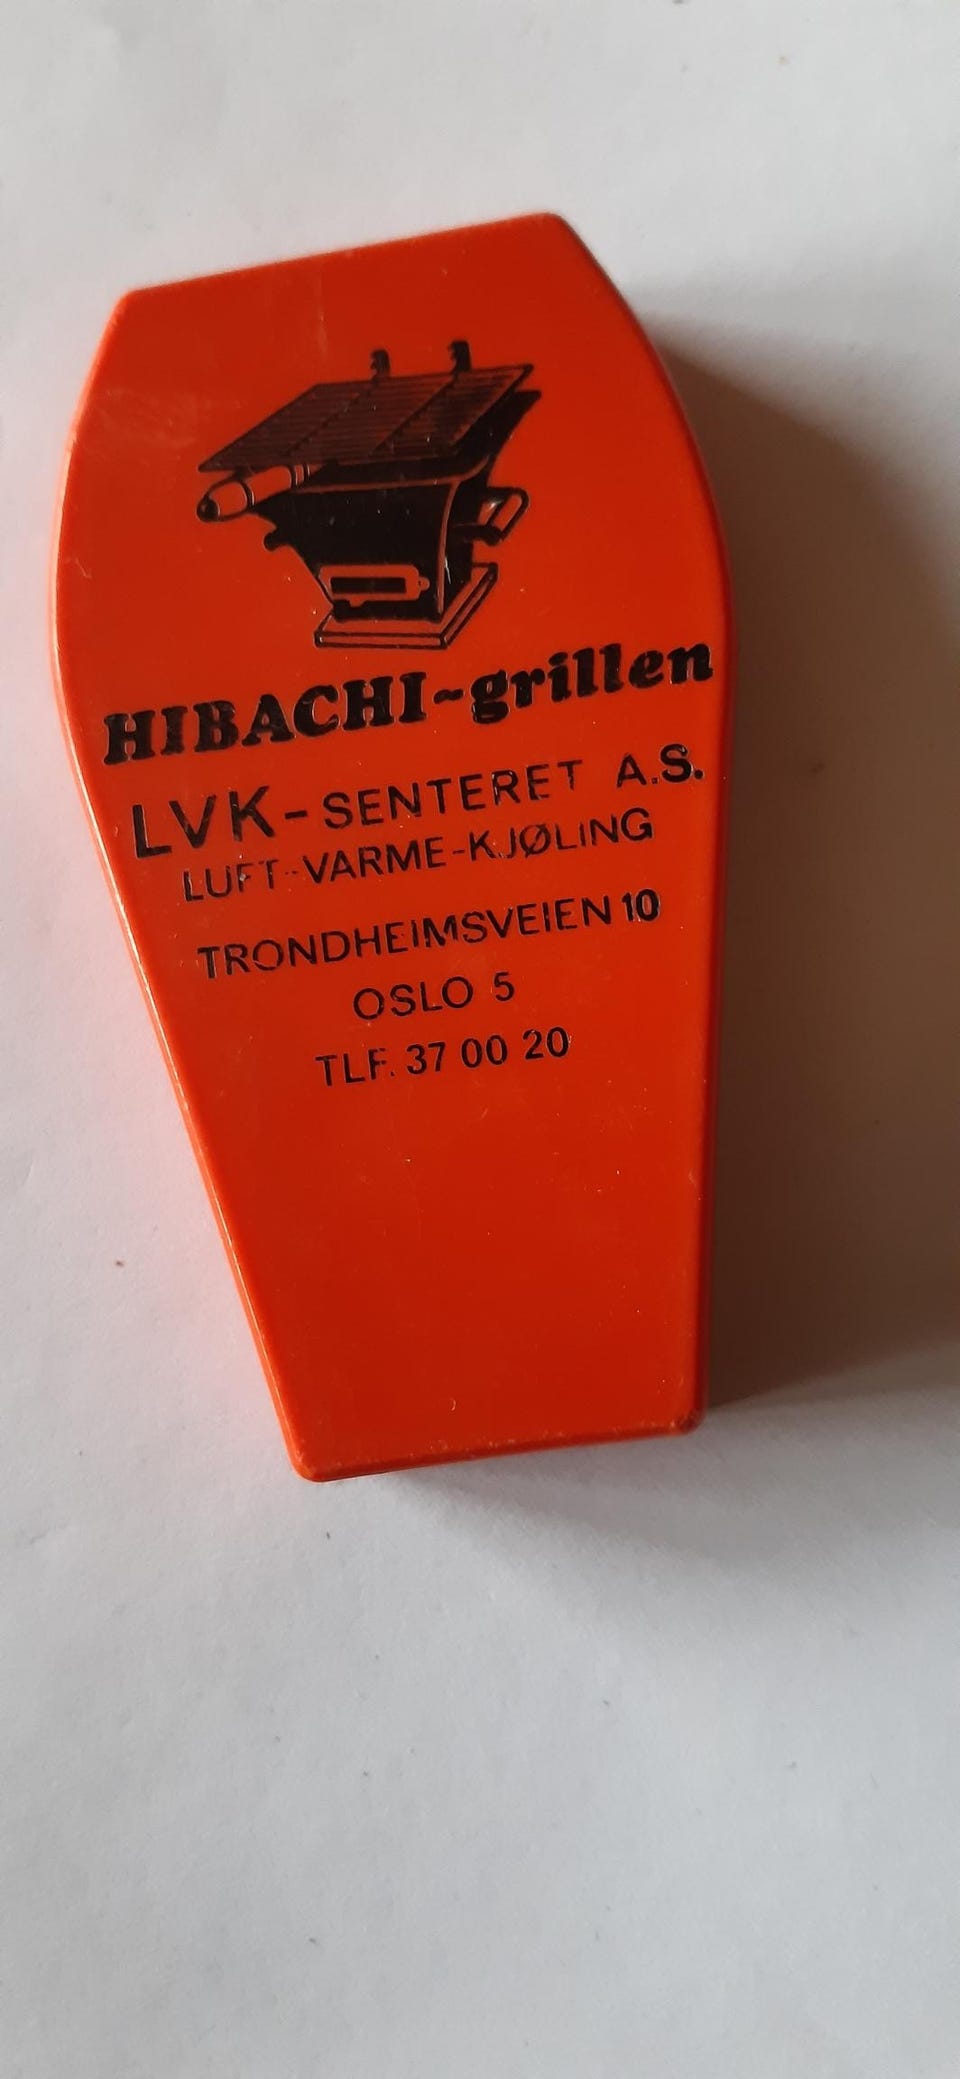 HIBACHI-grillen
LVK-SENTERET A.S.
LUFT-VARME-KJØLING
TRONDHEIMSVEIEN 10
OSLO 5
TLF. 37 00 20